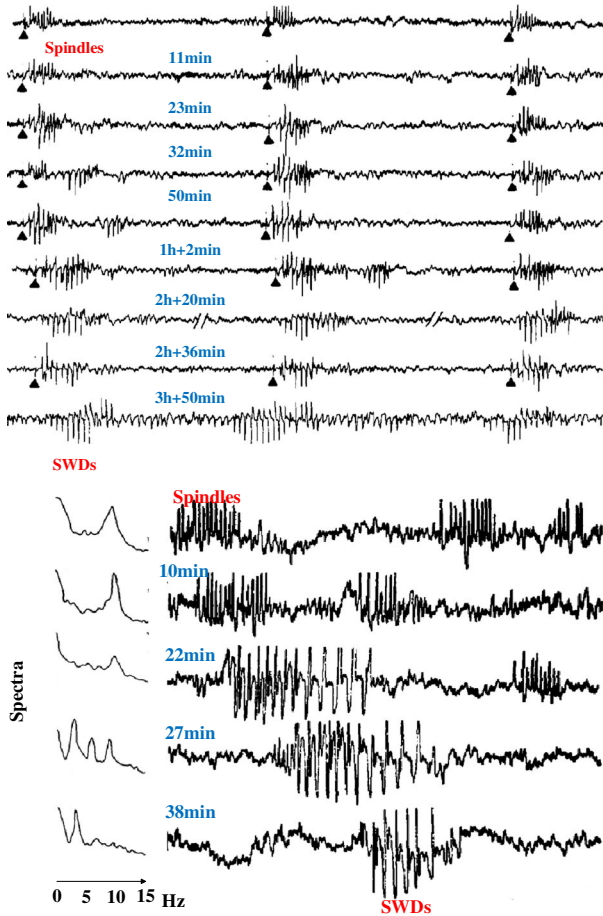 Spindles
11min
23min
32min
50min
1h+2min
2h+20min
2h+36min
3h+50min
SWDs
Spindles
10min
22min
27min
38min
Spectra
0 5 10 15 Hz
SWDs